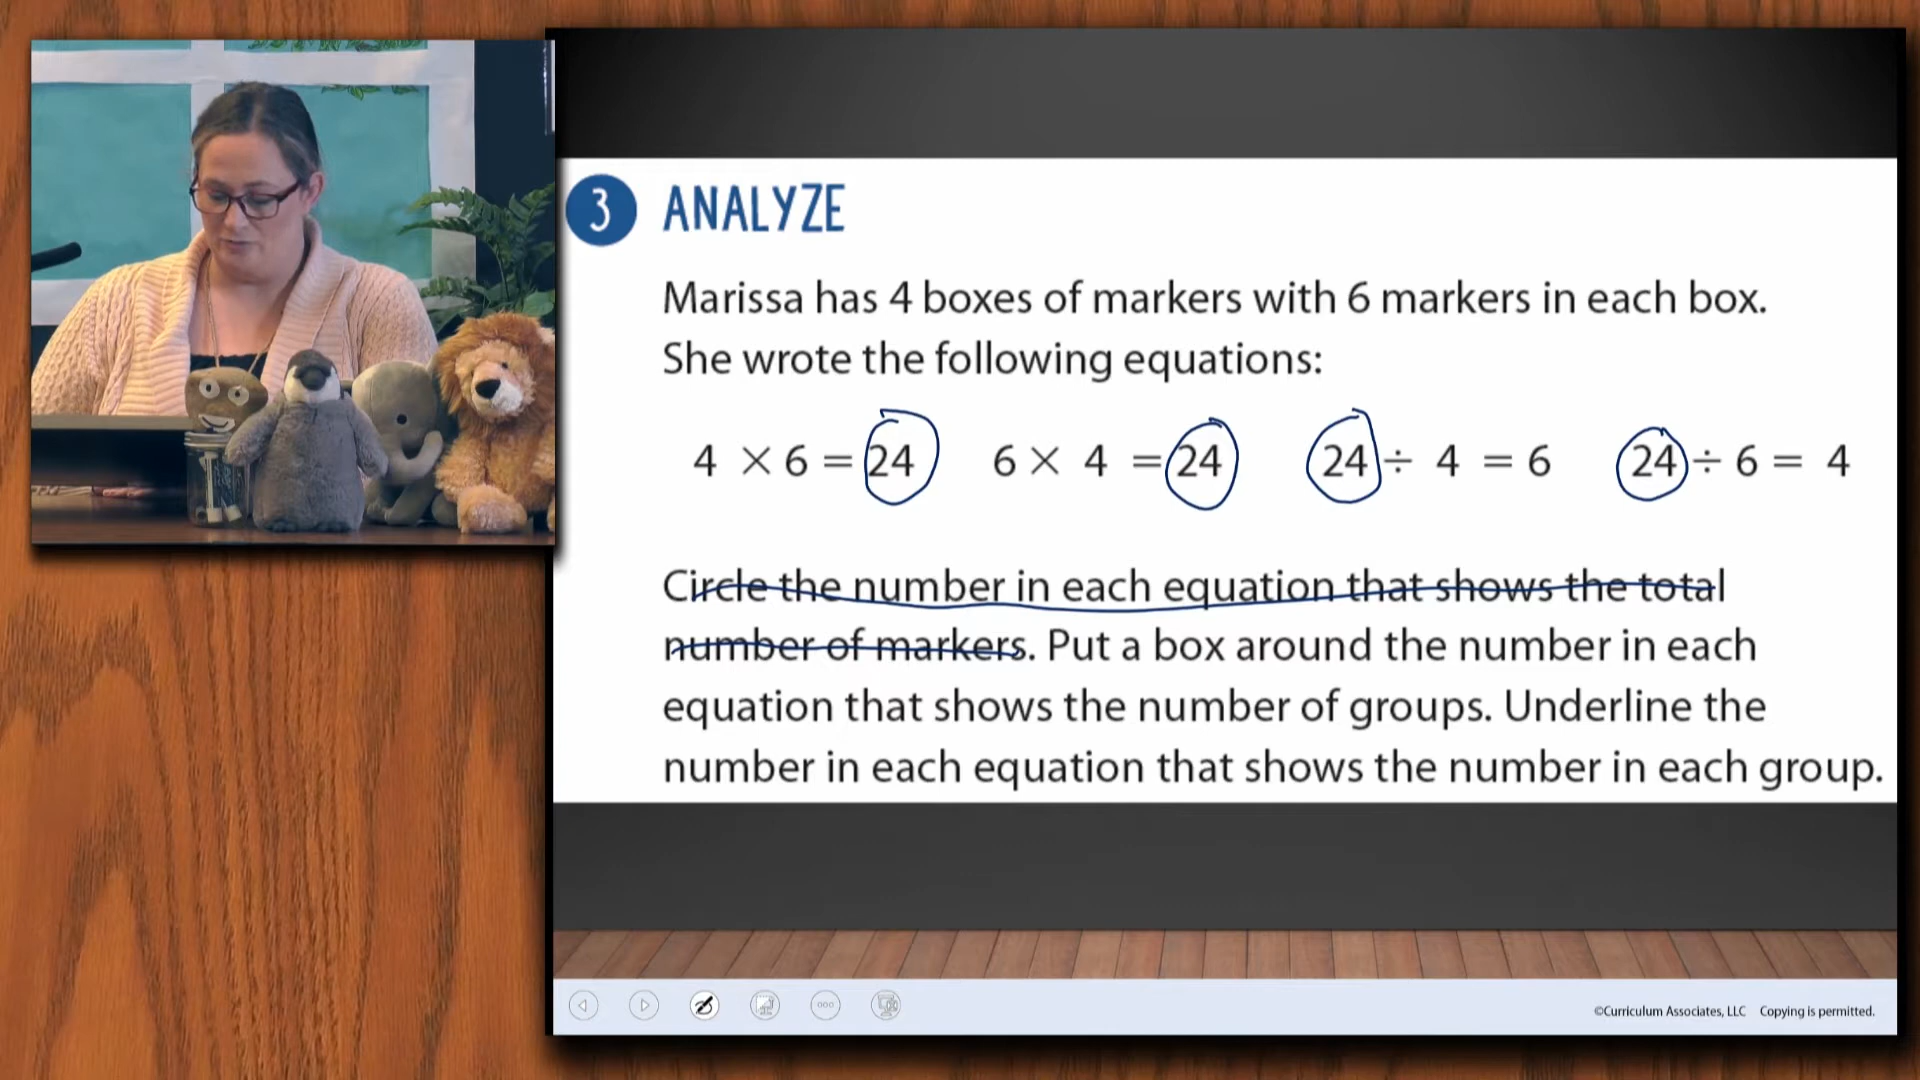 3 ANALYZE
Marissa has 4 boxes of markers with 6 markers in each box.
She wrote the following equations:
4 × 6 = 24 6 × 4 = 24 24 ÷ 4 = 6 24 ÷ 6 = 4
Circle the number in each equation that shows the total
number of markers. Put a box around the number in each
equation that shows the number of groups. Underline the
number in each equation that shows the number in each group.
©Curriculum Associates, LLC Copying is permitted.